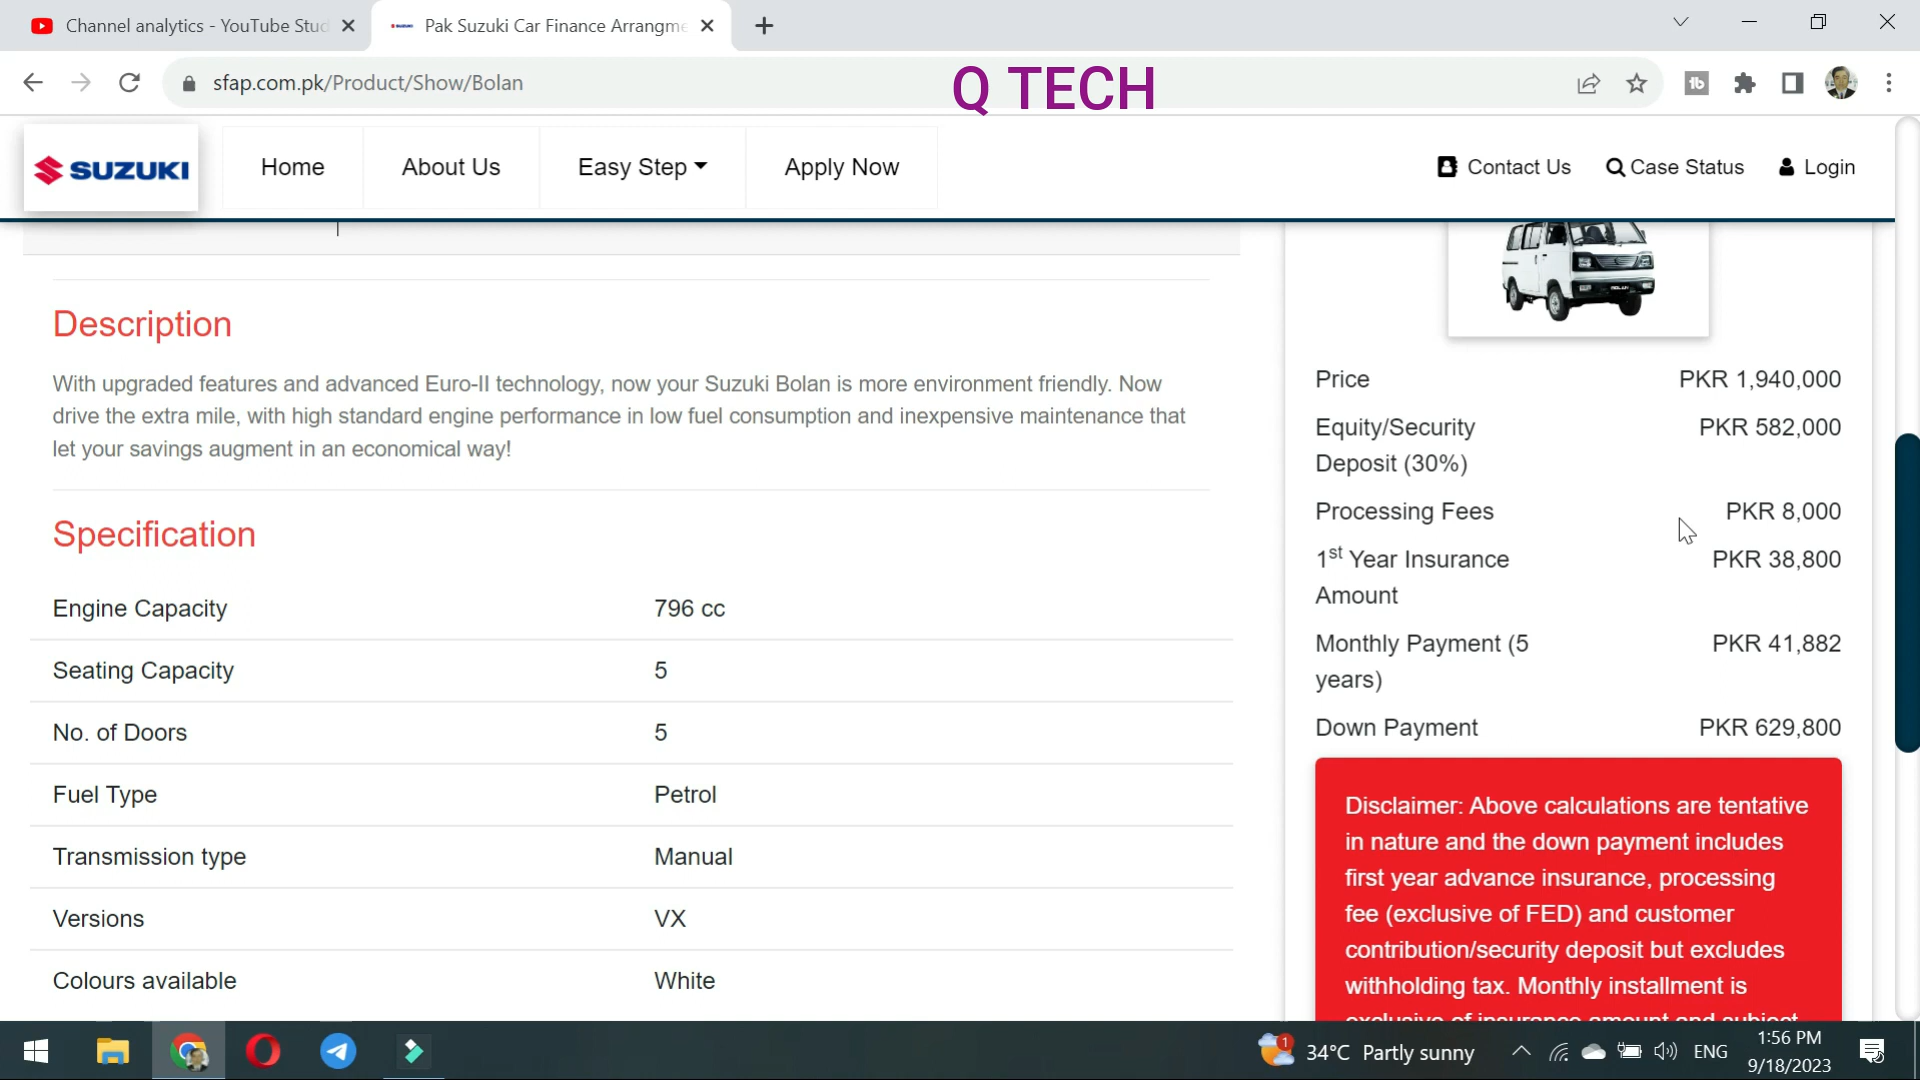 Channel analytics - YouTube Stud
Pak Suzuki Car Finance Arrangme
sfap.com.pk/Product/Show/Bolan
Q TECH
SUZUKI
Home
About Us
Easy Step
Apply Now
Contact Us
Case Status
Login
Description
With upgraded features and advanced Euro-II technology, now your Suzuki Bolan is more environment friendly. Now
drive the extra mile, with high standard engine performance in low fuel consumption and inexpensive maintenance that
let your savings augment in an economical way!
Specification
Engine Capacity 796 cc
Seating Capacity 5
No. of Doors 5
Fuel Type Petrol
Transmission type Manual
Versions VX
Colours available White
Price PKR 1,940,000
Equity/Security PKR 582,000
Deposit (30%)
Processing Fees PKR 8,000
1st Year Insurance PKR 38,800
Amount
Monthly Payment (5 PKR 41,882
years)
Down Payment PKR 629,800
Disclaimer: Above calculations are tentative
in nature and the down payment includes
first year advance insurance, processing
fee (exclusive of FED) and customer
contribution/security deposit but excludes
withholding tax. Monthly installment is
exclusive of insurance amount and subject
1
34°C Partly sunny
ENG
1:56 PM
9/18/2023